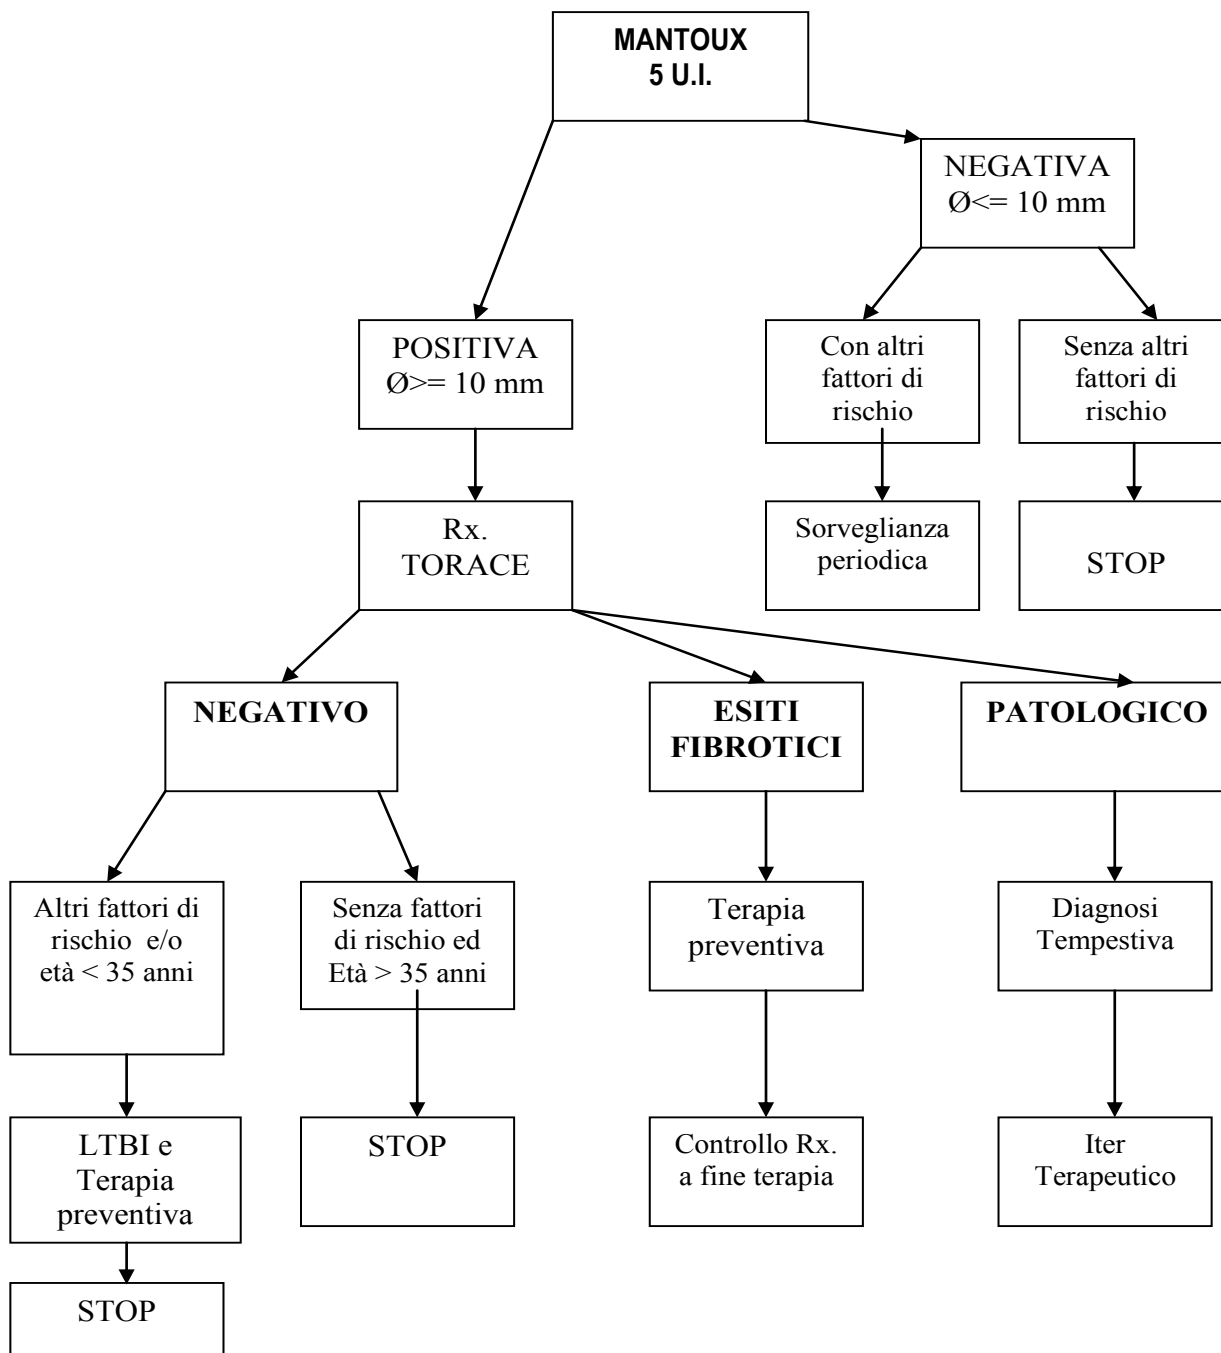 MANTOUX
5 U.I.
NEGATIVA
Ø<= 10 mm
POSITIVA
Ø>= 10 mm
Con altri
fattori di
rischio
Senza altri
fattori di
rischio
Rx.
TORACE
Sorveglianza
periodica
STOP
NEGATIVO
ESITI
FIBROTICI
PATOLOGICO
Altri fattori di
rischio e/o
età < 35 anni
Senza fattori
di rischio ed
Età > 35 anni
Terapia
preventiva
Diagnosi
Tempestiva
LTBI e
Terapia
preventiva
STOP
Controllo Rx.
a fine terapia
Iter
Terapeutico
STOP